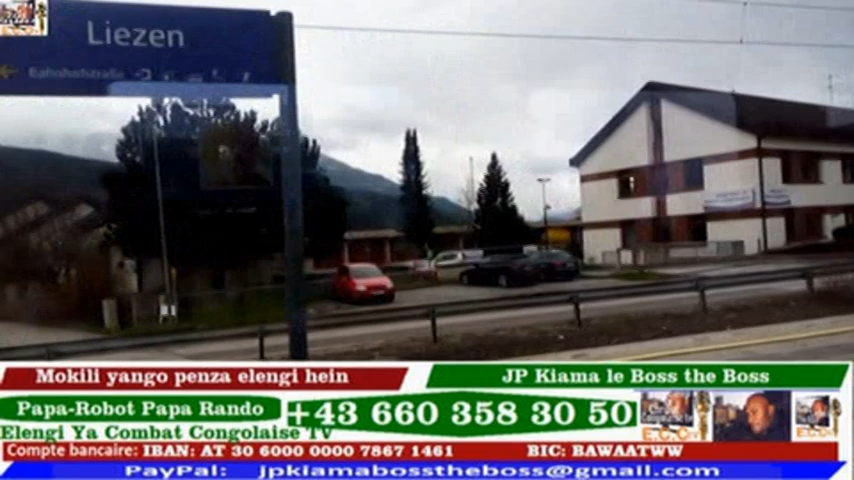 Liezen
Bahnhofstraße
Mokili yango penza elengi hein
JP Kiama le Boss the Boss
Papa-Robot Papa Rando
+43 660 358 30 50
Elengi Ya Combat Congolaise TV
E.C.C
E.C.C
Compte bancaire: IBAN: AT 30 6000 0000 7867 1461 BIC: BAWAATWW
PayPal: jpkiamabosstheboss@gmail.com